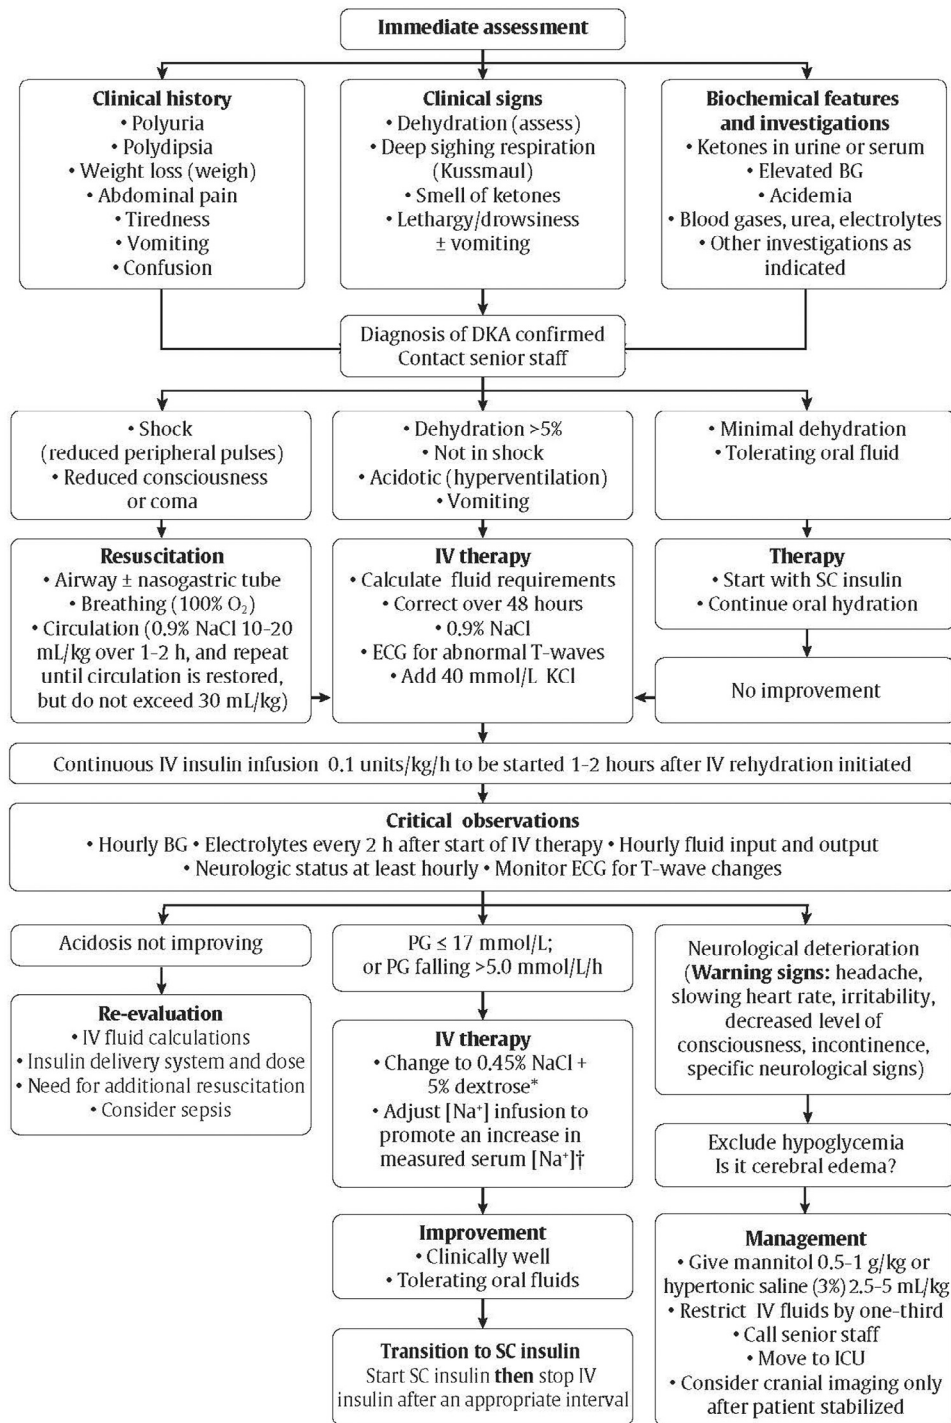 Immediate assessment
Clinical history
• Polyuria
• Polydipsia
• Weight loss (weigh)
• Abdominal pain
• Tiredness
• Vomiting
• Confusion
Clinical signs
• Dehydration (assess)
• Deep sighing respiration
(Kussmaul)
• Smell of ketones
• Lethargy/drowsiness
± vomiting
Biochemical features
and investigations
• Ketones in urine or serum
• Elevated BG
• Acidemia
• Blood gases, urea, electrolytes
• Other investigations as
indicated
Diagnosis of DKA confirmed
Contact senior staff
• Shock
(reduced peripheral pulses)
• Reduced consciousness
or coma
• Dehydration >5%
• Not in shock
• Acidotic (hyperventilation)
• Vomiting
• Minimal dehydration
• Tolerating oral fluid
Resuscitation
• Airway ± nasogastric tube
• Breathing (100% O₂)
• Circulation (0.9% NaCl 10–20
mL/kg over 1–2 h, and repeat
until circulation is restored,
but do not exceed 30 mL/kg)
IV therapy
• Calculate fluid requirements
• Correct over 48 hours
• 0.9% NaCl
• ECG for abnormal T-waves
• Add 40 mmol/L KCl
Therapy
• Start with SC insulin
• Continue oral hydration
No improvement
Continuous IV insulin infusion 0.1 units/kg/h to be started 1–2 hours after IV rehydration initiated
Critical observations
• Hourly BG • Electrolytes every 2 h after start of IV therapy • Hourly fluid input and output
• Neurologic status at least hourly • Monitor ECG for T-wave changes
Acidosis not improving
Re-evaluation
• IV fluid calculations
• Insulin delivery system and dose
• Need for additional resuscitation
• Consider sepsis
PG ≤ 17 mmol/L;
or PG falling >5.0 mmol/L/h
IV therapy
• Change to 0.45% NaCl +
5% dextrose*
• Adjust [Na⁺] infusion to
promote an increase in
measured serum [Na⁺]†
Improvement
• Clinically well
• Tolerating oral fluids
Transition to SC insulin
Start SC insulin then stop IV
insulin after an appropriate interval
Neurological deterioration
(Warning signs: headache,
slowing heart rate, irritability,
decreased level of
consciousness, incontinence,
specific neurological signs)
Exclude hypoglycemia
Is it cerebral edema?
Management
• Give mannitol 0.5–1 g/kg or
hypertonic saline (3%) 2.5–5 mL/kg
• Restrict IV fluids by one-third
• Call senior staff
• Move to ICU
• Consider cranial imaging only
after patient stabilized